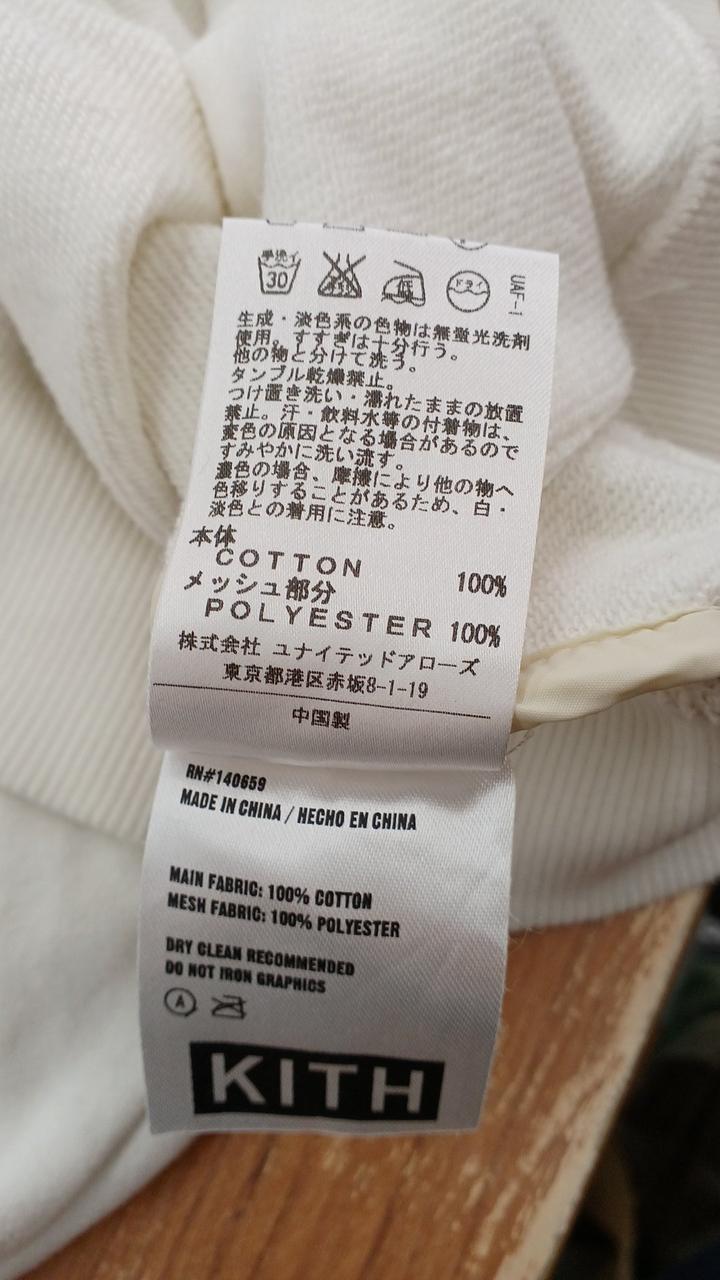 手洗イ
30
低
ドライ
UAF-1
生成・淡色系の色物は無蛍光洗剤
使用。すすぎは十分行う。
他の物と分けて洗う。
タンブル乾燥禁止。
つけ置き洗い・濡れたままの放置
禁止。汗・飲料水等の付着物は、
変色の原因となる場合があるので
すみやかに洗い流す。
濃色の場合、摩擦により他の物へ
色移りすることがあるため、白・
淡色との着用に注意。
本体
COTTON 100%
メッシュ部分
POLYESTER 100%
株式会社 ユナイテッドアローズ
東京都港区赤坂8-1-19
中国製
RN#140659
MADE IN CHINA / HECHO EN CHINA
MAIN FABRIC: 100% COTTON
MESH FABRIC: 100% POLYESTER
DRY CLEAN RECOMMENDED
DO NOT IRON GRAPHICS
A
KITH